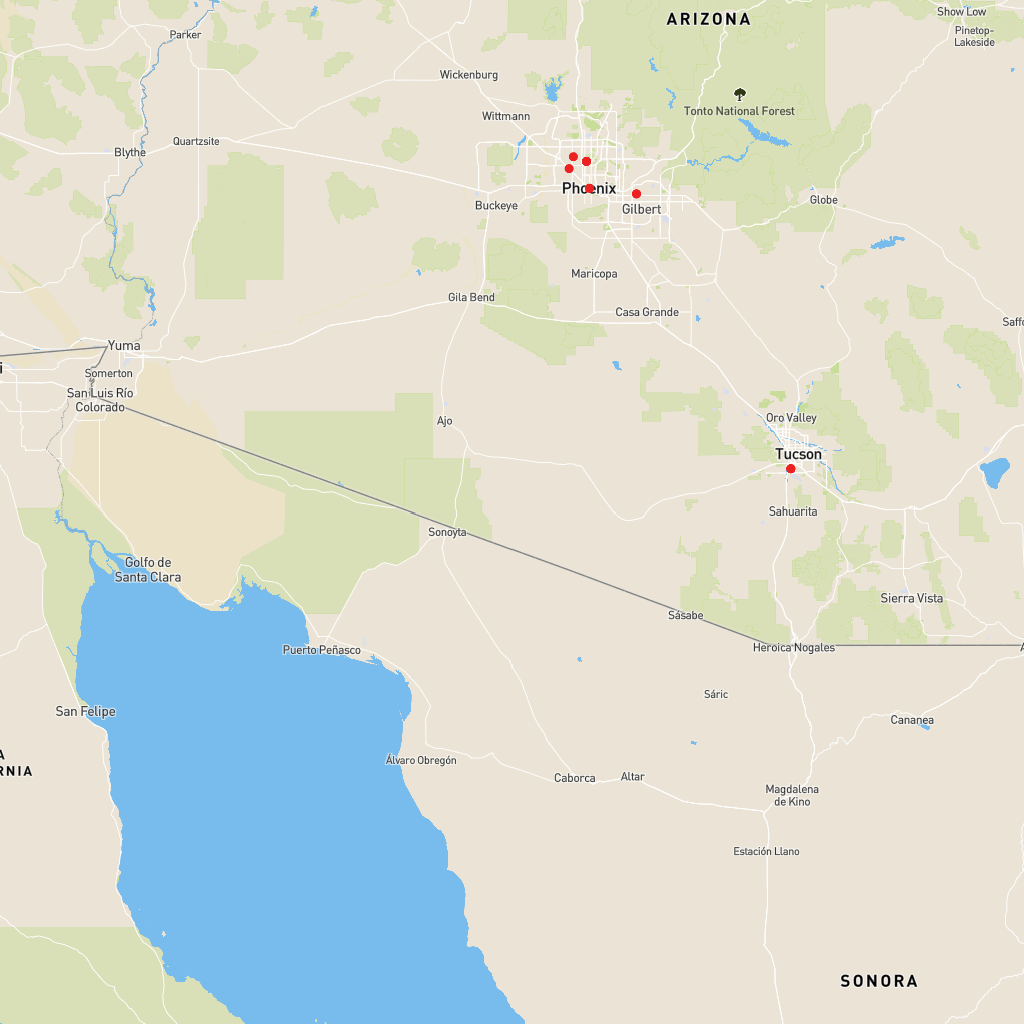 ARIZONA
Show Low
Parker
Pinetop-
Lakeside
Wickenburg
Tonto National Forest
Wittmann
Quartzsite
Blythe
Phoenix
Globe
Buckeye
Gilbert
Maricopa
Gila Bend
Casa Grande
Saffo
Yuma
i
Somerton
San Luis Río
Colorado
Ajo
Oro Valley
Tucson
Sahuarita
Sonoyta
Golfo de
Santa Clara
Sierra Vista
Sásabe
Puerto Peñasco
Heroica Nogales
A
Sáric
San Felipe
Cananea
A
RNIA
Álvaro Obregón
Caborca
Altar
Magdalena
de Kino
Estación Llano
SONORA